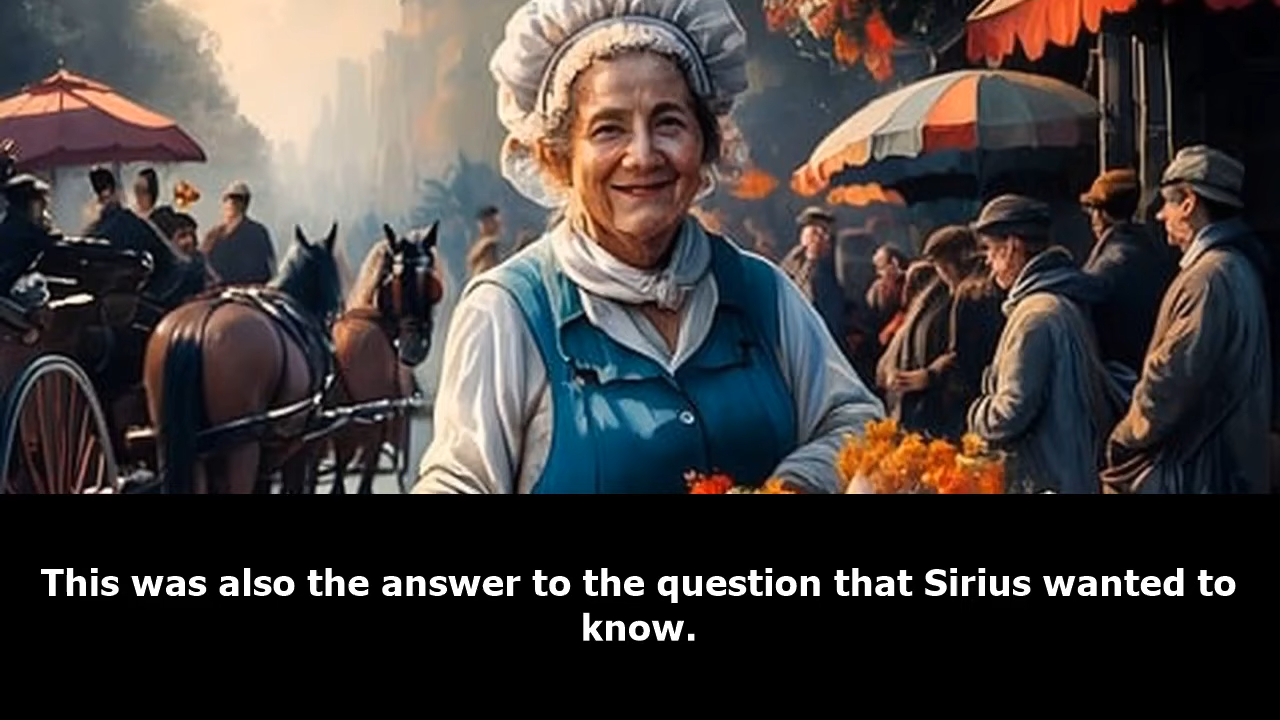 This was also the answer to the question that Sirius wanted to
know.